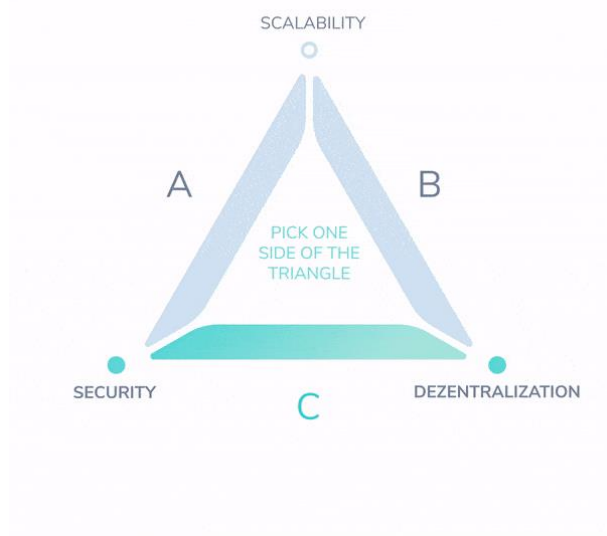 SCALABILITY
A
B
PICK ONE
SIDE OF THE
TRIANGLE
SECURITY
DEZENTRALIZATION
C